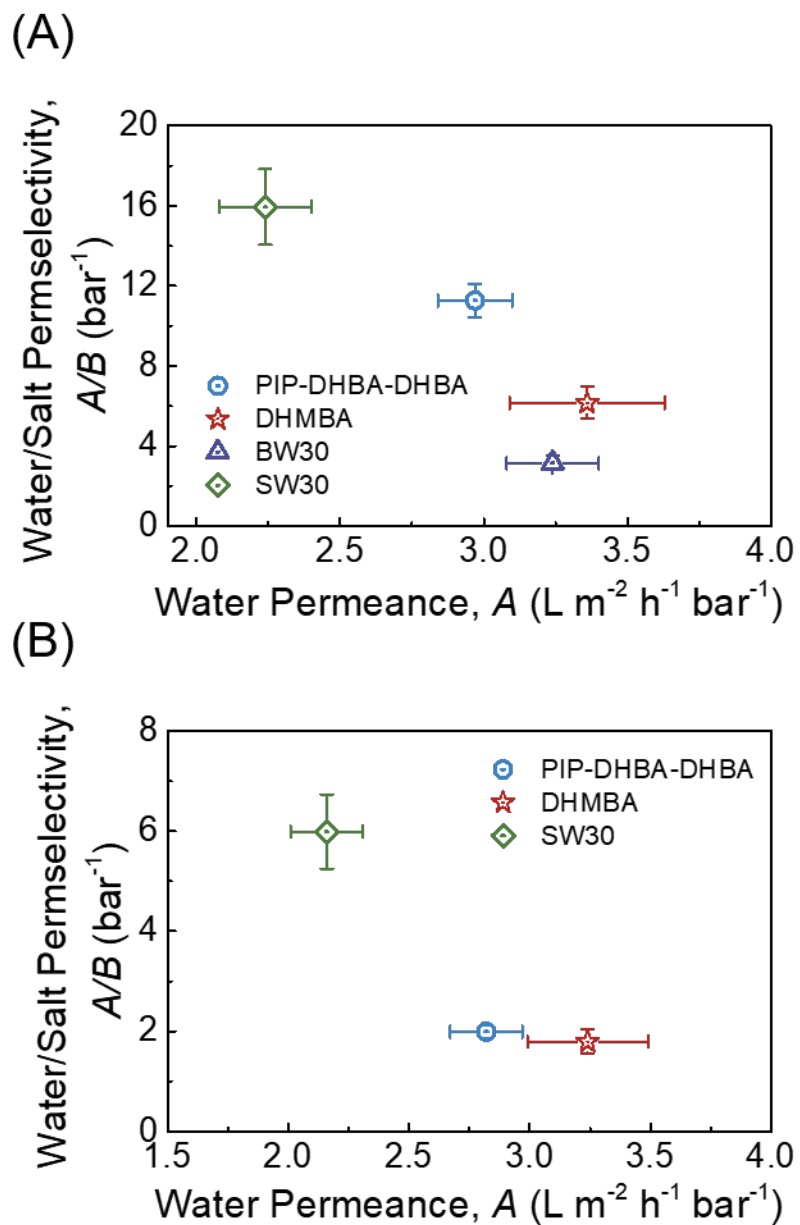 (A)
Water/Salt Permselectivity,
A/B (bar⁻¹)
20
16
12
8
4
0
PIP-DHBA-DHBA
DHMBA
BW30
SW30
2.0 2.5 3.0 3.5 4.0
Water Permeance, A (L m⁻² h⁻¹ bar⁻¹)
(B)
Water/Salt Permselectivity,
A/B (bar⁻¹)
8
6
4
2
0
PIP-DHBA-DHBA
DHMBA
SW30
1.5 2.0 2.5 3.0 3.5 4.0
Water Permeance, A (L m⁻² h⁻¹ bar⁻¹)